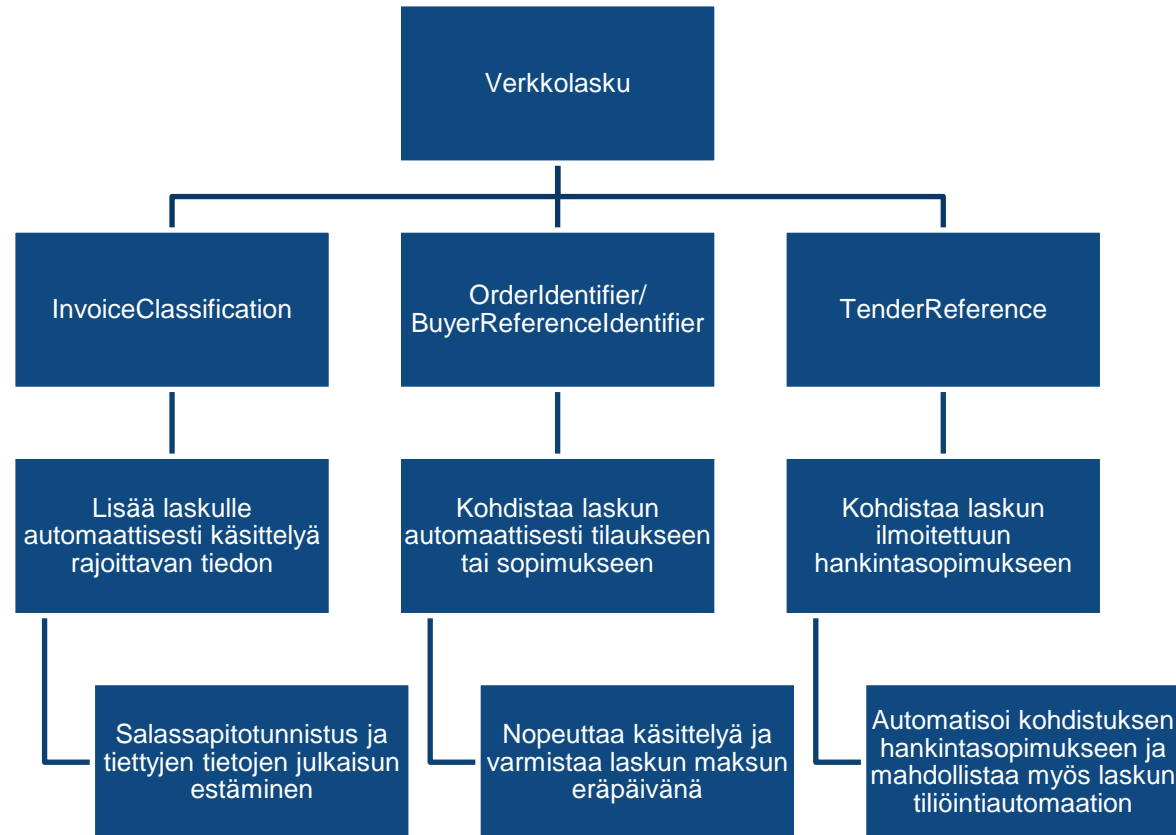 Verkkolasku
InvoiceClassification
OrderIdentifier/
BuyerReferenceIdentifier
TenderReference
Lisää laskulle
automaattisesti käsittelyä
rajoittavan tiedon
Kohdistaa laskun
automaattisesti tilaukseen
tai sopimukseen
Kohdistaa laskun
ilmoitettuun
hankintasopimukseen
Salassapitotunnistus ja
tiettyjen tietojen julkaisun
estäminen
Nopeuttaa käsittelyä ja
varmistaa laskun maksun
eräpäivänä
Automatisoi kohdistuksen
hankintasopimukseen ja
mahdollistaa myös laskun
tiliöintiautomaation